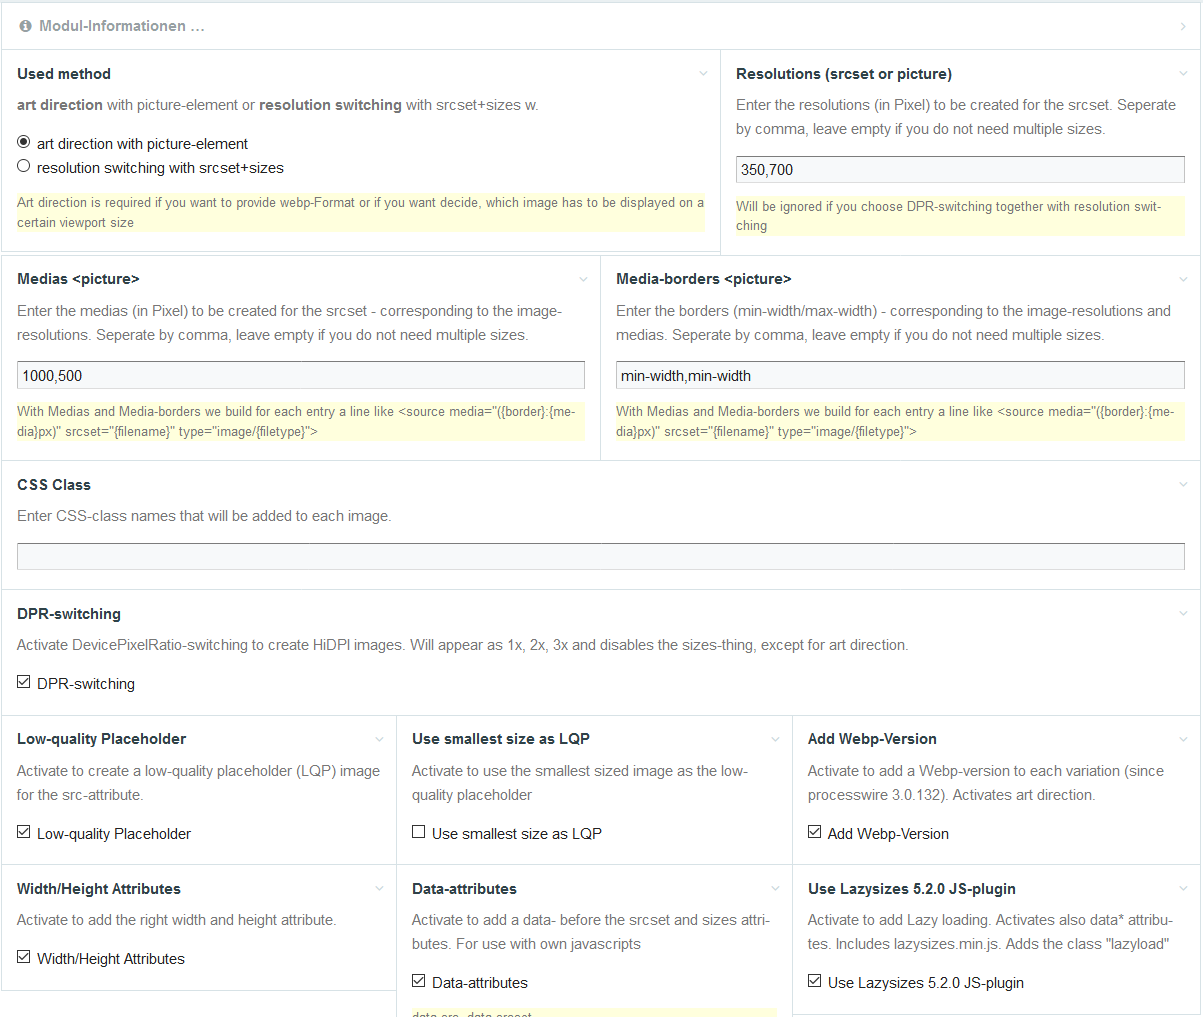 Modul-Informationen ...
Used method
art direction with picture-element or resolution switching with srcset+sizes w.
art direction with picture-element
resolution switching with srcset+sizes
Art direction is required if you want to provide webp-Format or if you want decide, which image has to be displayed on a
certain viewport size
Resolutions (srcset or picture)
Enter the resolutions (in Pixel) to be created for the srcset. Seperate
by comma, leave empty if you do not need multiple sizes.
350,700
Will be ignored if you choose DPR-switching together with resolution swit-
ching
Medias <picture>
Enter the medias (in Pixel) to be created for the srcset - corresponding to the image-
resolutions. Seperate by comma, leave empty if you do not need multiple sizes.
1000,500
With Medias and Media-borders we build for each entry a line like <source media="({border}:{me-
dia}px)" srcset="{filename}" type="image/{filetype}">
Media-borders <picture>
Enter the borders (min-width/max-width) - corresponding to the image-resolutions and
medias. Seperate by comma, leave empty if you do not need multiple sizes.
min-width,min-width
With Medias and Media-borders we build for each entry a line like <source media="({border}:{me-
dia}px)" srcset="{filename}" type="image/{filetype}">
CSS Class
Enter CSS-class names that will be added to each image.
DPR-switching
Activate DevicePixelRatio-switching to create HiDPI images. Will appear as 1x, 2x, 3x and disables the sizes-thing, except for art direction.
DPR-switching
Low-quality Placeholder
Activate to create a low-quality placeholder (LQP) image
for the src-attribute.
Low-quality Placeholder
Use smallest size as LQP
Activate to use the smallest sized image as the low-
quality placeholder
Use smallest size as LQP
Add Webp-Version
Activate to add a Webp-version to each variation (since
processwire 3.0.132). Activates art direction.
Add Webp-Version
Width/Height Attributes
Activate to add the right width and height attribute.
Width/Height Attributes
Data-attributes
Activate to add a data- before the srcset and sizes attri-
butes. For use with own javascripts
Data-attributes
data-src, data-srcset
Use Lazysizes 5.2.0 JS-plugin
Activate to add Lazy loading. Activates also data* attribu-
tes. Includes lazysizes.min.js. Adds the class "lazyload"
Use Lazysizes 5.2.0 JS-plugin